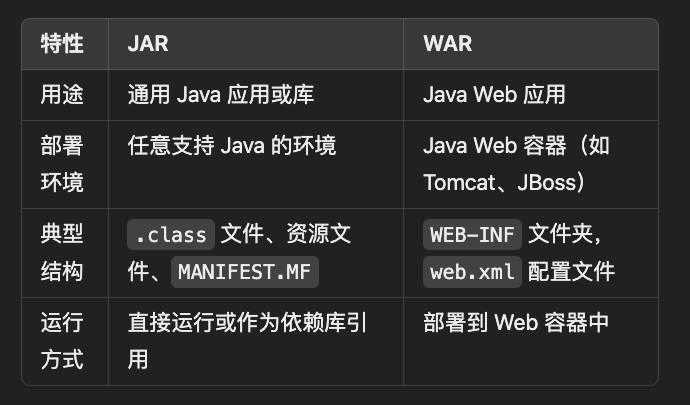 特性 JAR WAR
用途 通用 Java 应用或库 Java Web 应用
部署 任意支持 Java 的环境 Java Web 容器（如
环境 Tomcat、JBoss）
典型 .class 文件、资源文 WEB-INF 文件夹，
结构 件、MANIFEST.MF web.xml 配置文件
运行 直接运行或作为依赖库引 部署到 Web 容器中
方式 用